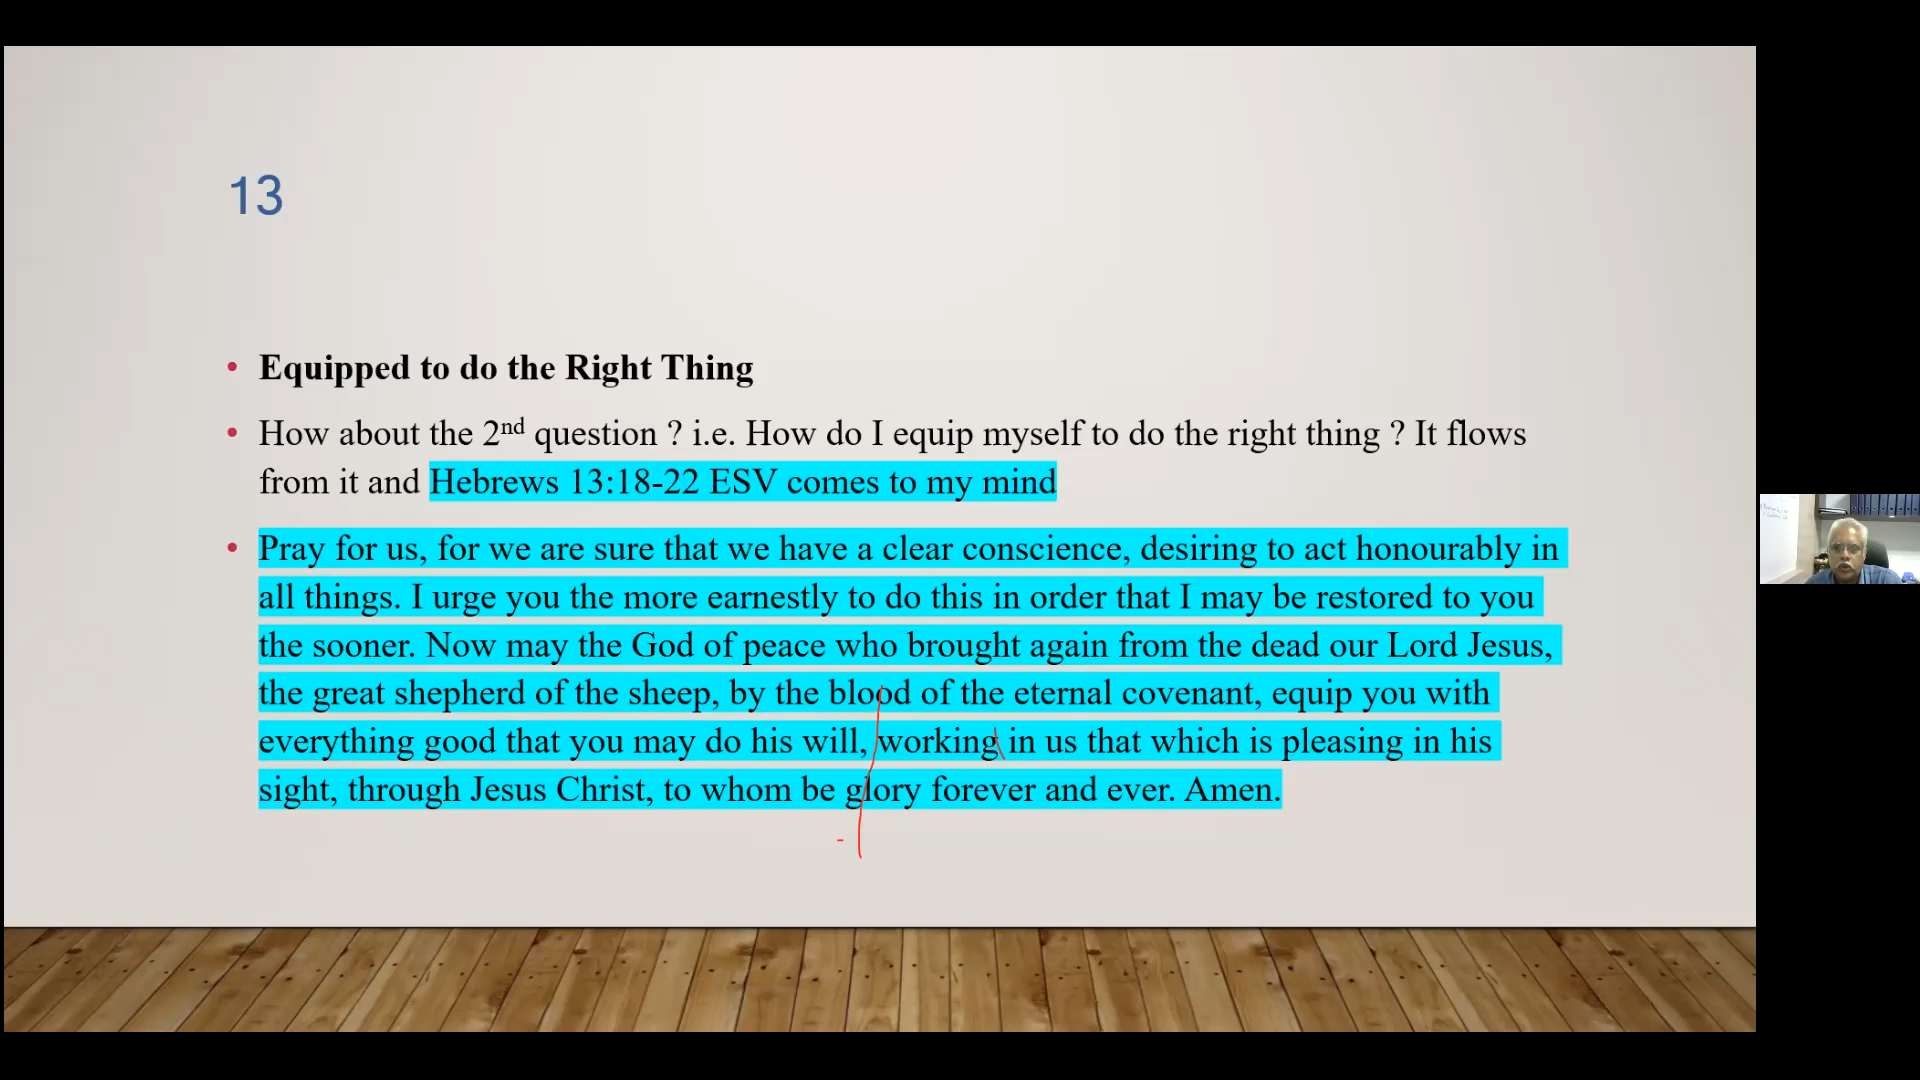 13
• Equipped to do the Right Thing
• How about the 2nd question ? i.e. How do I equip myself to do the right thing ? It flows
from it and Hebrews 13:18-22 ESV comes to my mind
• Pray for us, for we are sure that we have a clear conscience, desiring to act honourably in
all things. I urge you the more earnestly to do this in order that I may be restored to you
the sooner. Now may the God of peace who brought again from the dead our Lord Jesus,
the great shepherd of the sheep, by the blood of the eternal covenant, equip you with
everything good that you may do his will, working in us that which is pleasing in his
sight, through Jesus Christ, to whom be glory forever and ever. Amen.